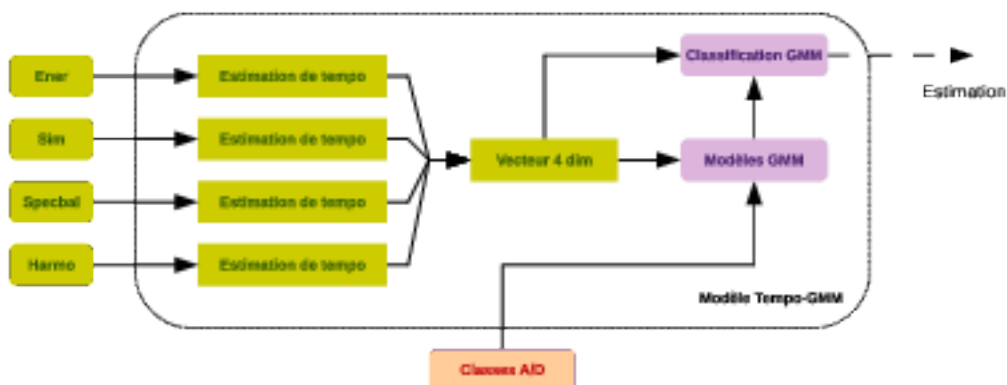 Ener
Estimation de tempo
Classification GMM
Estimation
Sim
Estimation de tempo
Vecteur 4 dim
Modèles GMM
Specbal
Estimation de tempo
Harmo
Estimation de tempo
Modèle Tempo-GMM
Classes A/D